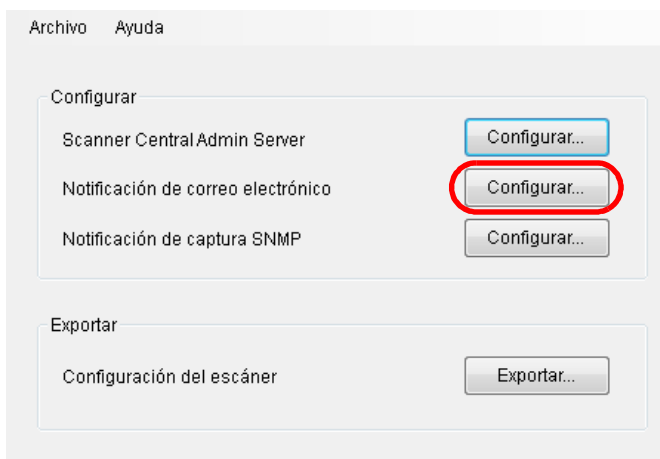 Archivo Ayuda
Configurar
Scanner Central Admin Server Configurar...
Notificación de correo electrónico Configurar...
Notificación de captura SNMP Configurar...
Exportar
Configuración del escáner Exportar...